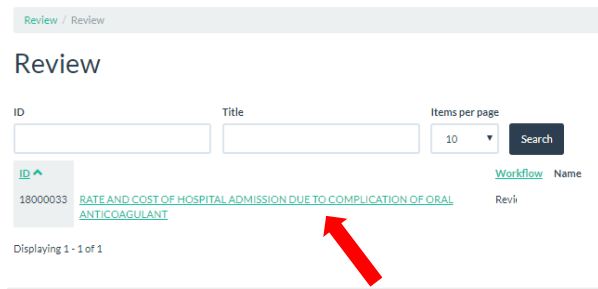 Review / Review
Review
ID Title Items per page
10 Search
ID Workflow Name
18000033 RATE AND COST OF HOSPITAL ADMISSION DUE TO COMPLICATION OF ORAL Revi
ANTICOAGULANT
Displaying 1 - 1 of 1